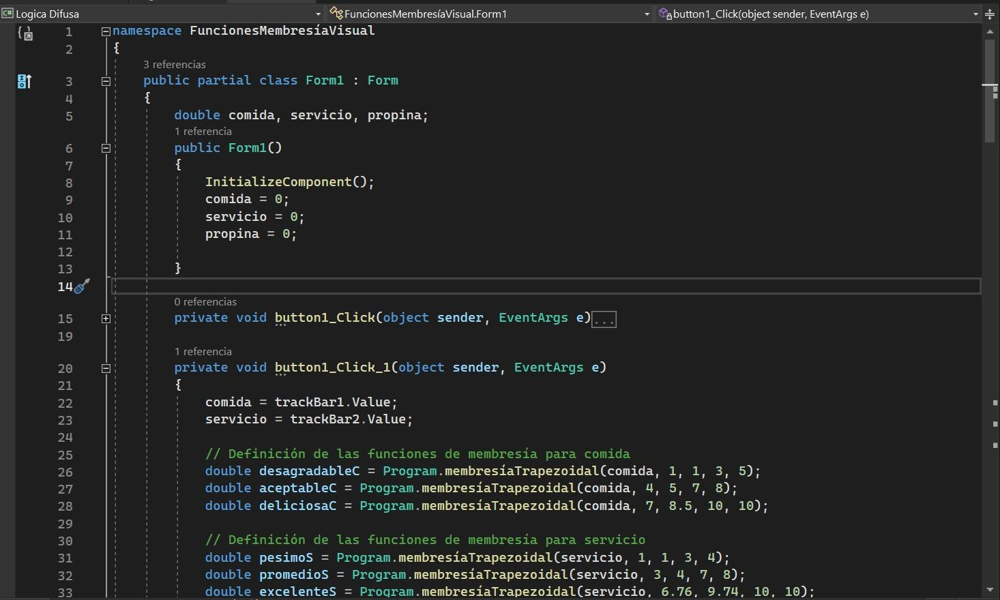 C# Logica Difusa
FuncionesMembresíaVisual.Form1
button1_Click(object sender, EventArgs e)
1 namespace FuncionesMembresíaVisual
2 {
3 referencias
3 public partial class Form1 : Form
4 {
5 double comida, servicio, propina;
1 referencia
6 public Form1()
7 {
8 InitializeComponent();
9 comida = 0;
10 servicio = 0;
11 propina = 0;
12
13 }
14
0 referencias
15 private void button1_Click(object sender, EventArgs e)...
19
1 referencia
20 private void button1_Click_1(object sender, EventArgs e)
21 {
22 comida = trackBar1.Value;
23 servicio = trackBar2.Value;
24
25 // Definición de las funciones de membresía para comida
26 double desagradableC = Program.membresíaTrapezoidal(comida, 1, 1, 3, 5);
27 double aceptableC = Program.membresíaTrapezoidal(comida, 4, 5, 7, 8);
28 double deliciosaC = Program.membresíaTrapezoidal(comida, 7, 8.5, 10, 10);
29
30 // Definición de las funciones de membresía para servicio
31 double pesimoS = Program.membresíaTrapezoidal(servicio, 1, 1, 3, 4);
32 double promedioS = Program.membresíaTrapezoidal(servicio, 3, 4, 7, 8);
33 double excelenteS = Program.membresíaTrapezoidal(servicio, 6.76, 9.74, 10, 10);